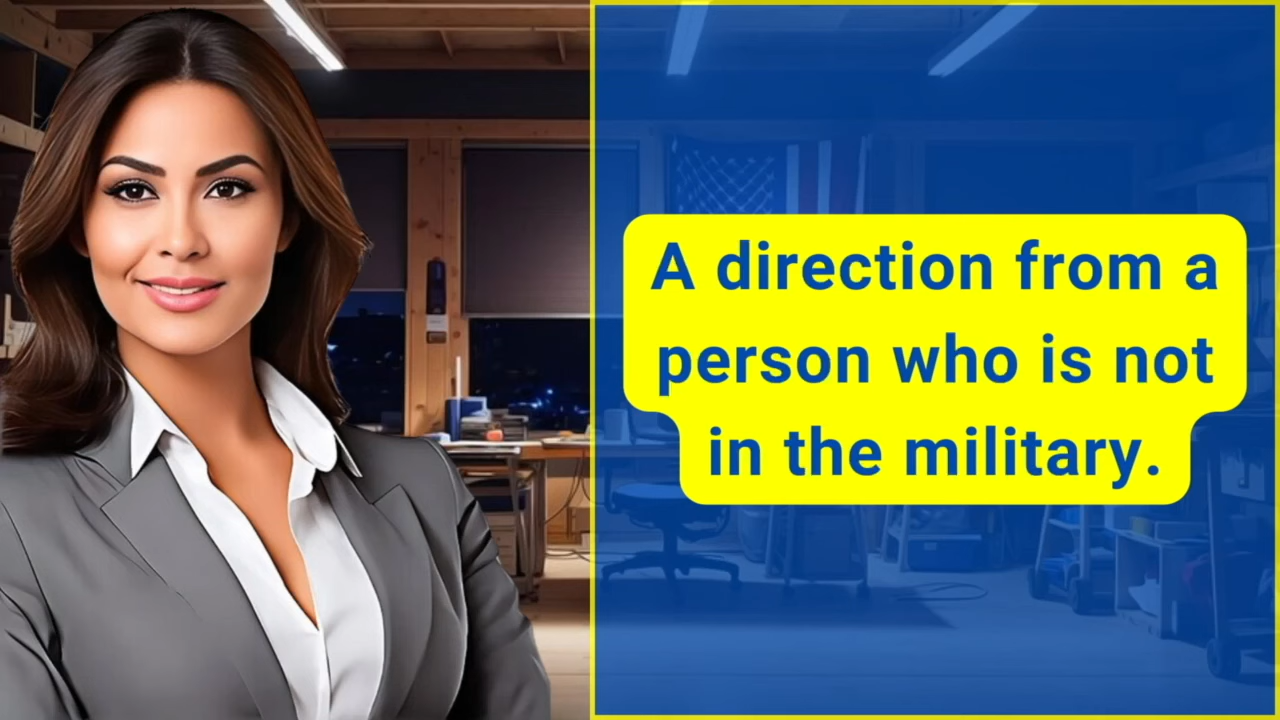 A direction from a
person who is not
in the military.